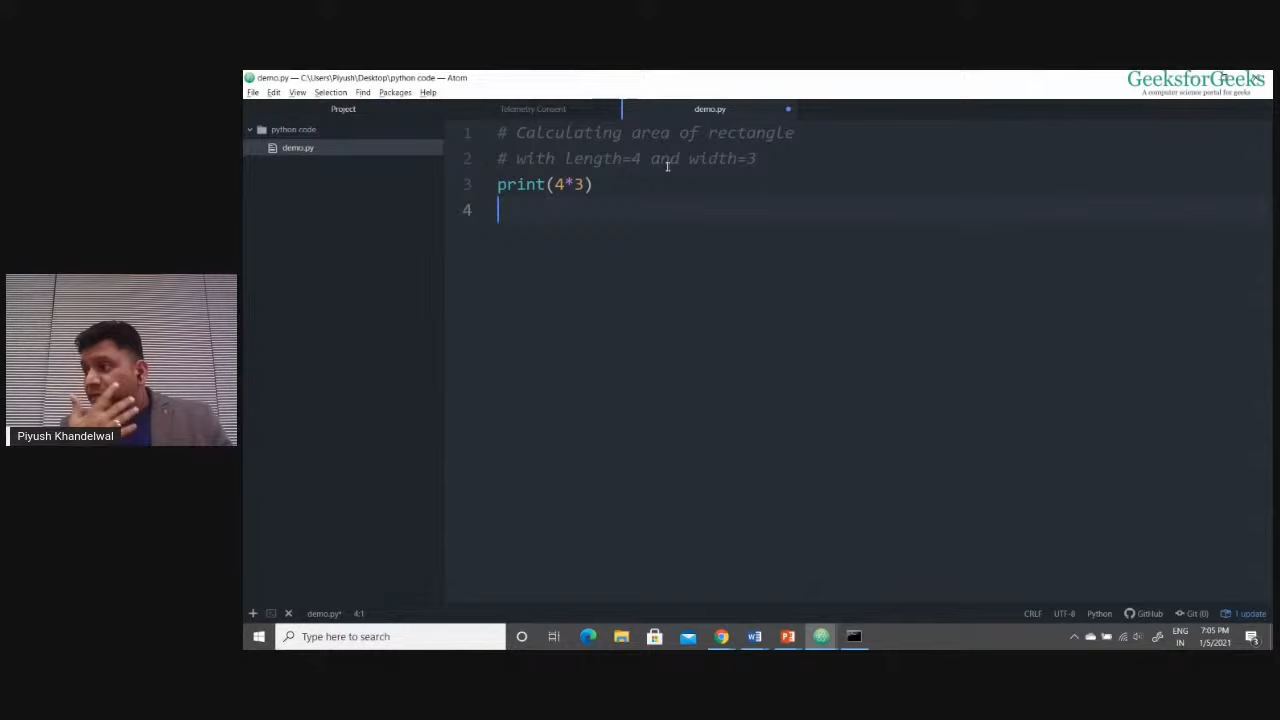 demo.py — C:\Users\Piyush\Desktop\python code — Atom
GeeksforGeeks
A computer science portal for geeks
File Edit View Selection Find Packages Help
Project
Telemetry Consent
demo.py
python code
demo.py
1 # Calculating area of rectangle
2 # with length=4 and width=3
3 print(4*3)
4
Piyush Khandelwal
demo.py* 4:1
CRLF UTF-8 Python GitHub Git (0) 1 update
Type here to search
ENG
IN
7:05 PM
1/5/2021